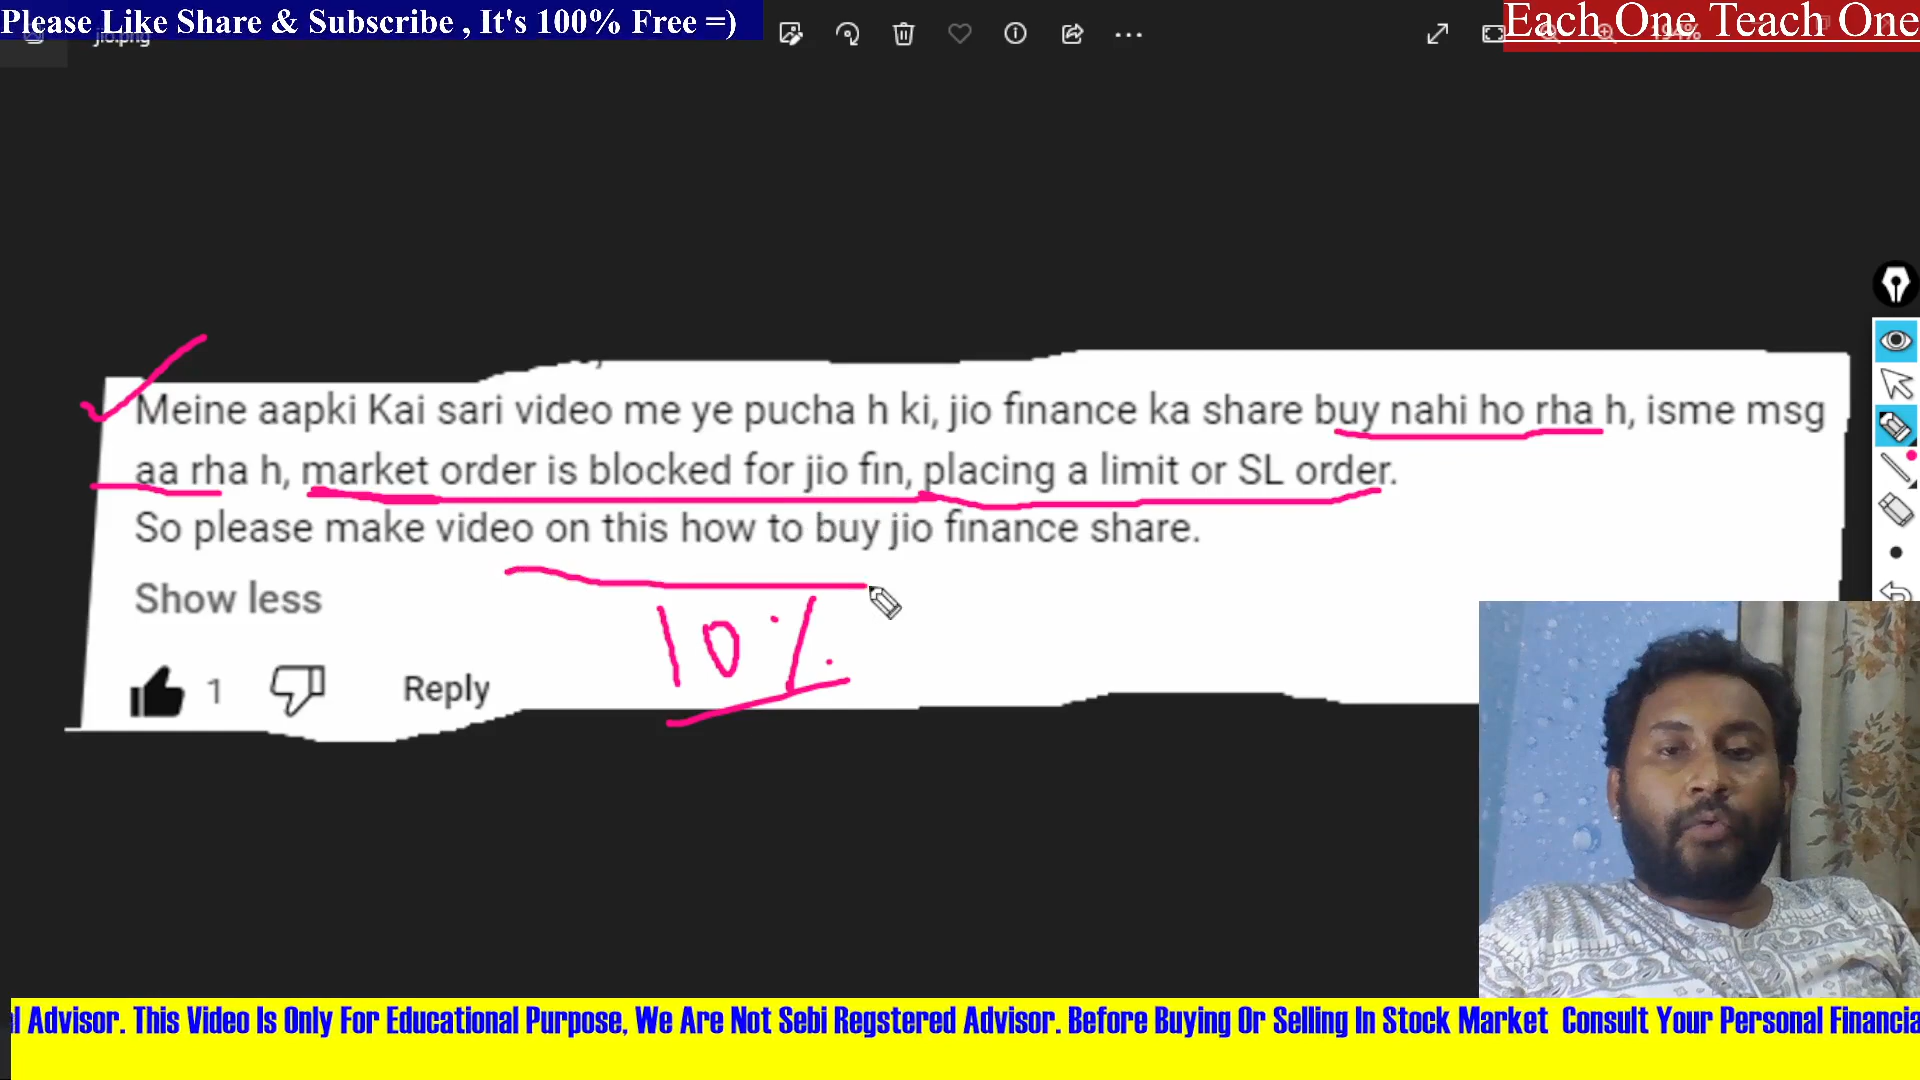 Please Like Share & Subscribe , It's 100% Free =)
Each One Teach One
jio.png
Meine aapki Kai sari video me ye pucha h ki, jio finance ka share buy nahi ho rha h, isme msg
aa rha h, market order is blocked for jio fin, placing a limit or SL order.
So please make video on this how to buy jio finance share.
Show less
10%
1
Reply
l Advisor. This Video Is Only For Educational Purpose, We Are Not Sebi Regstered Advisor. Before Buying Or Selling In Stock Market Consult Your Personal Financia